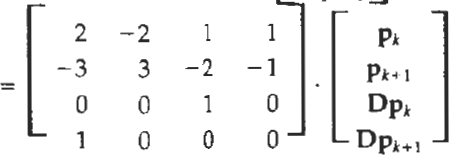 2 −2 1 1 p_k
−3 3 −2 −1 p_{k+1}
= 0 0 1 0 · Dp_k
1 0 0 0 Dp_{k+1}